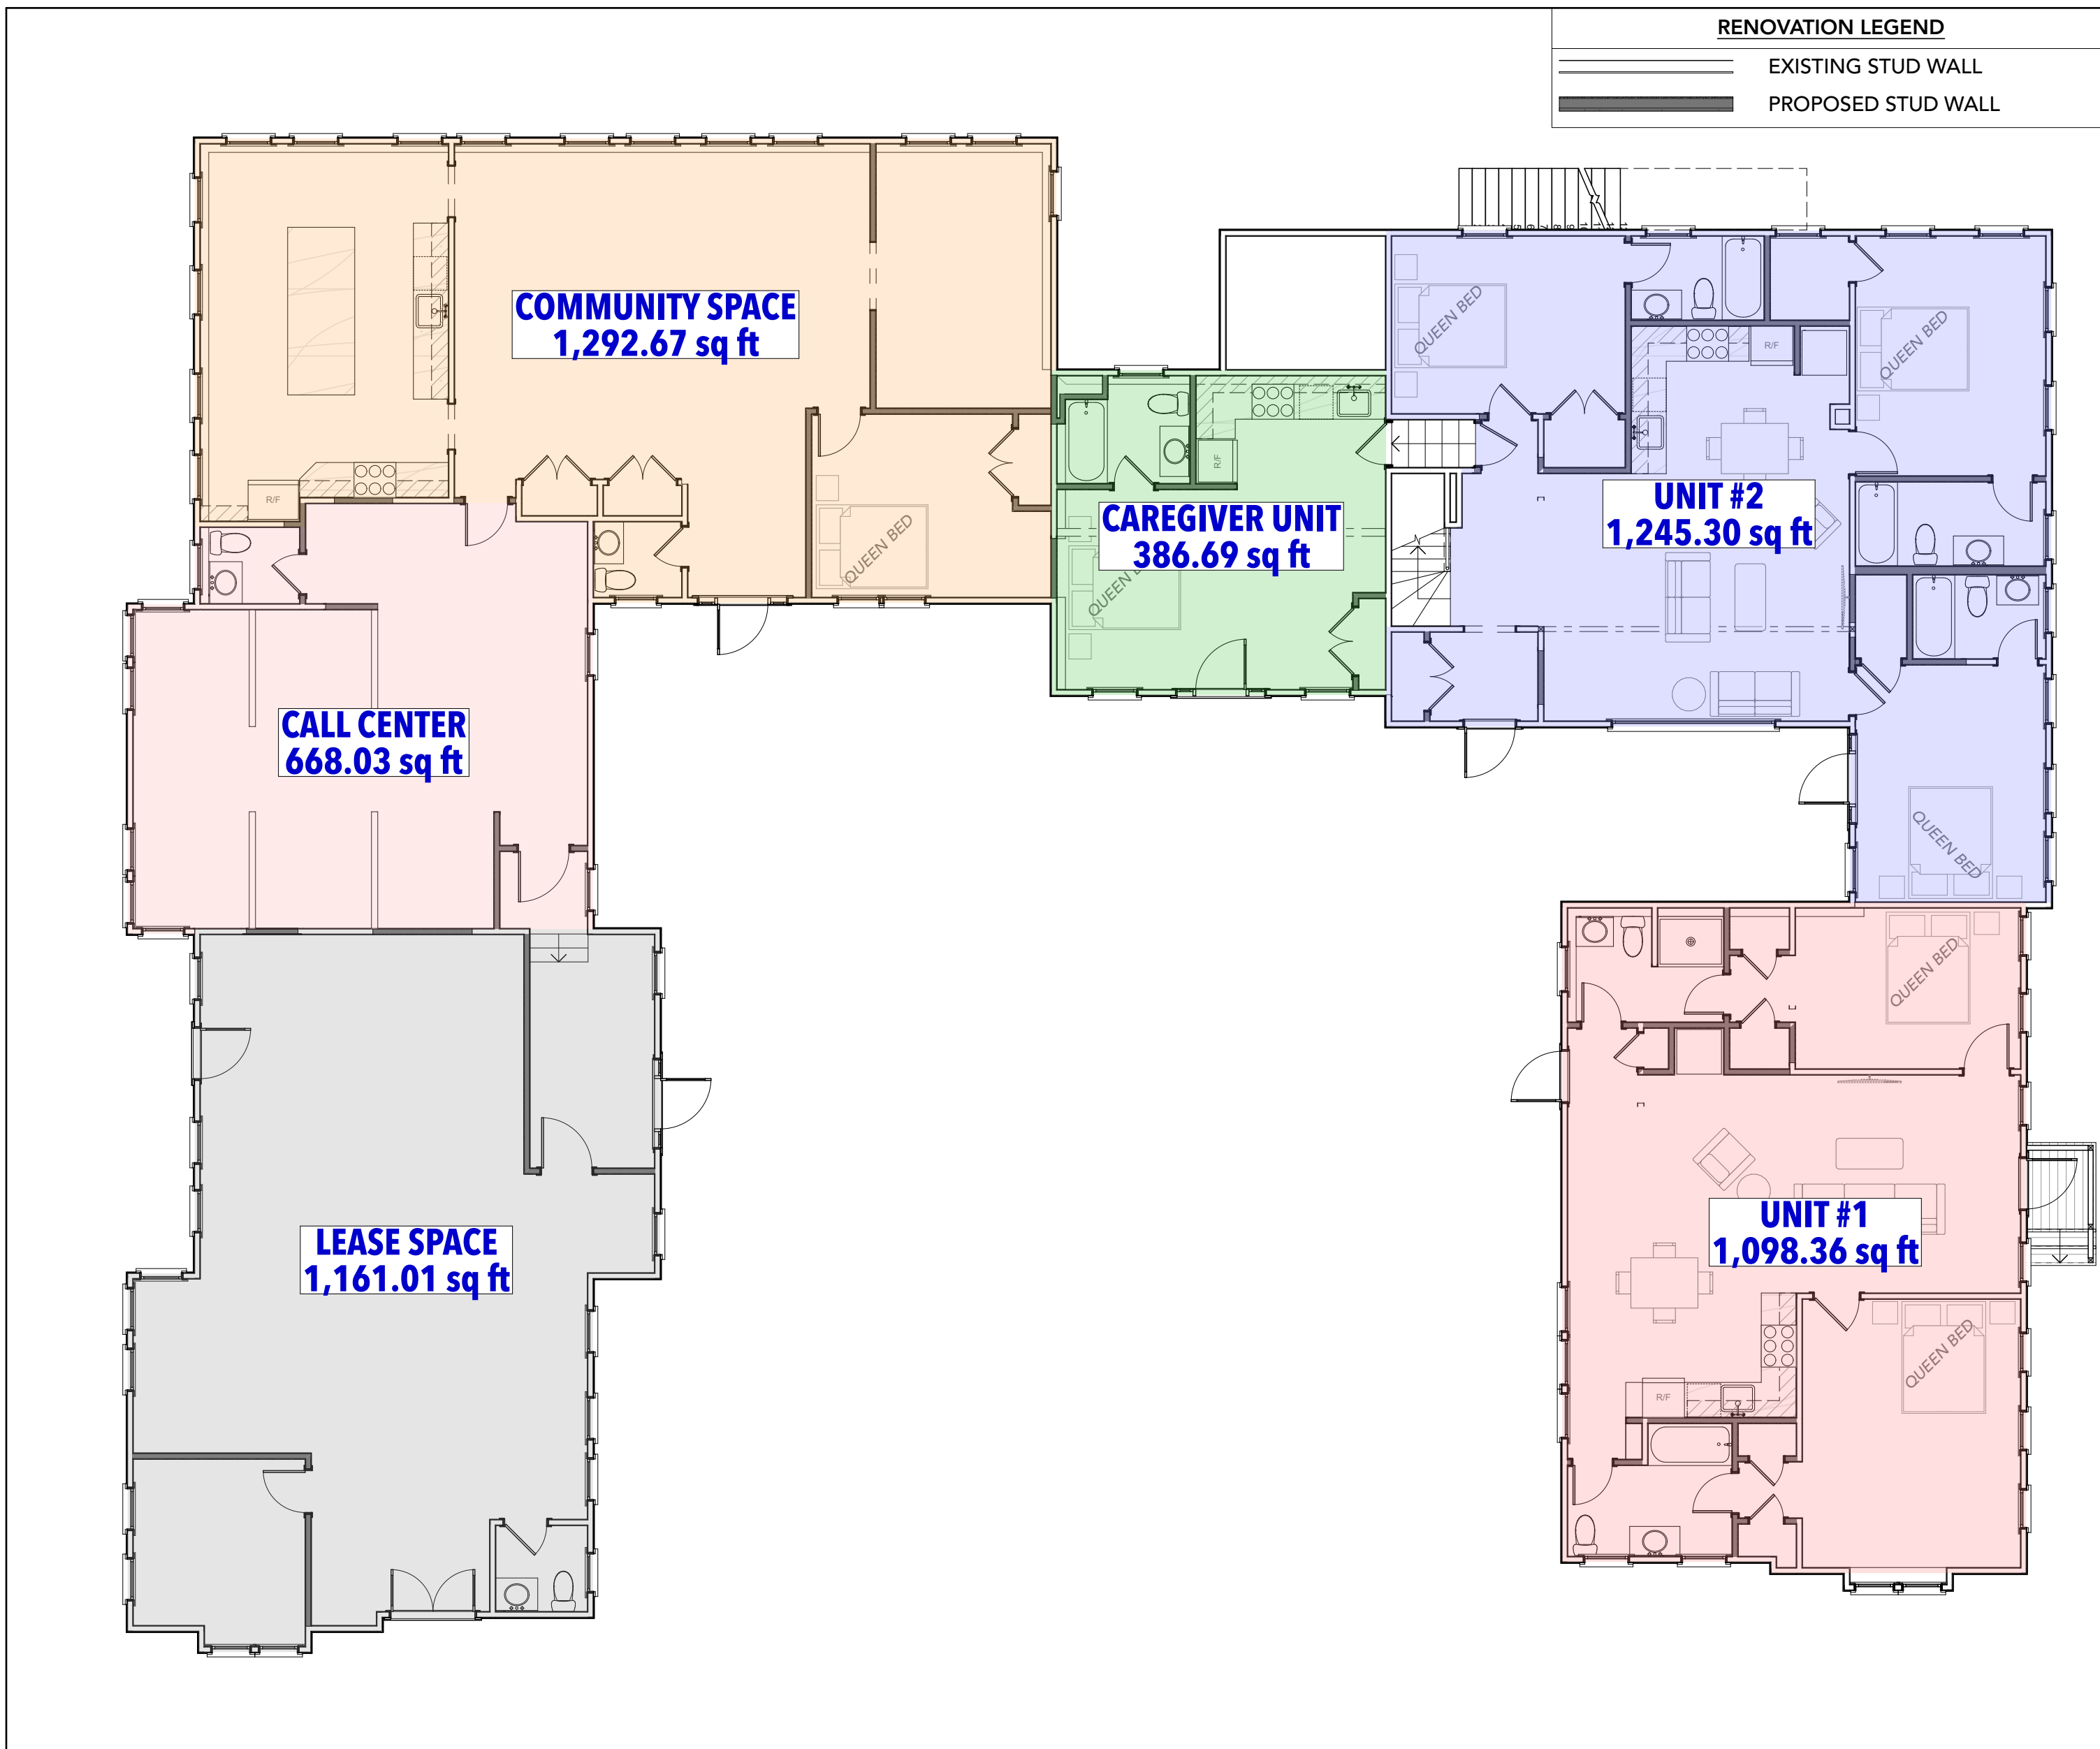 RENOVATION LEGEND
EXISTING STUD WALL
PROPOSED STUD WALL
COMMUNITY SPACE
1,292.67 sq ft
QUEEN BED
QUEEN BED
R/F
R/F
R/F
QUEEN BED
CAREGIVER UNIT
386.69 sq ft
UNIT #2
1,245.30 sq ft
QUEEN BED
CALL CENTER
668.03 sq ft
QUEEN BED
QUEEN BED
LEASE SPACE
1,161.01 sq ft
UNIT #1
1,098.36 sq ft
QUEEN BED
R/F